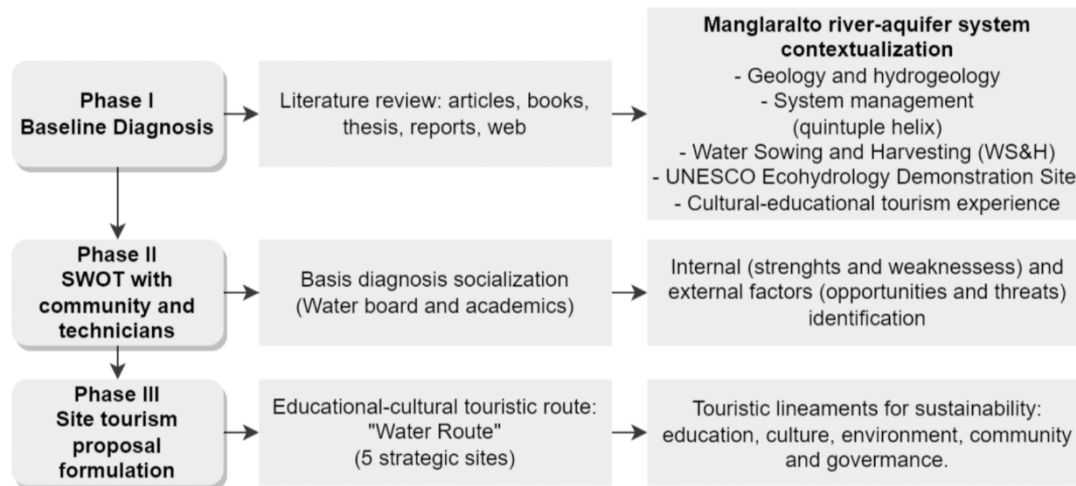 Phase I
Baseline Diagnosis
Literature review: articles, books,
thesis, reports, web
Manglaralto river-aquifer system
contextualization
- Geology and hydrogeology
- System management
(quintuple helix)
- Water Sowing and Harvesting (WS&H)
- UNESCO Ecohydrology Demonstration Site
- Cultural-educational tourism experience
Phase II
SWOT with
community and
technicians
Basis diagnosis socialization
(Water board and academics)
Internal (strenghts and weaknessess) and
external factors (opportunities and threats)
identification
Phase III
Site tourism
proposal
formulation
Educational-cultural touristic route:
"Water Route"
(5 strategic sites)
Touristic lineaments for sustainability:
education, culture, environment, community
and govermance.